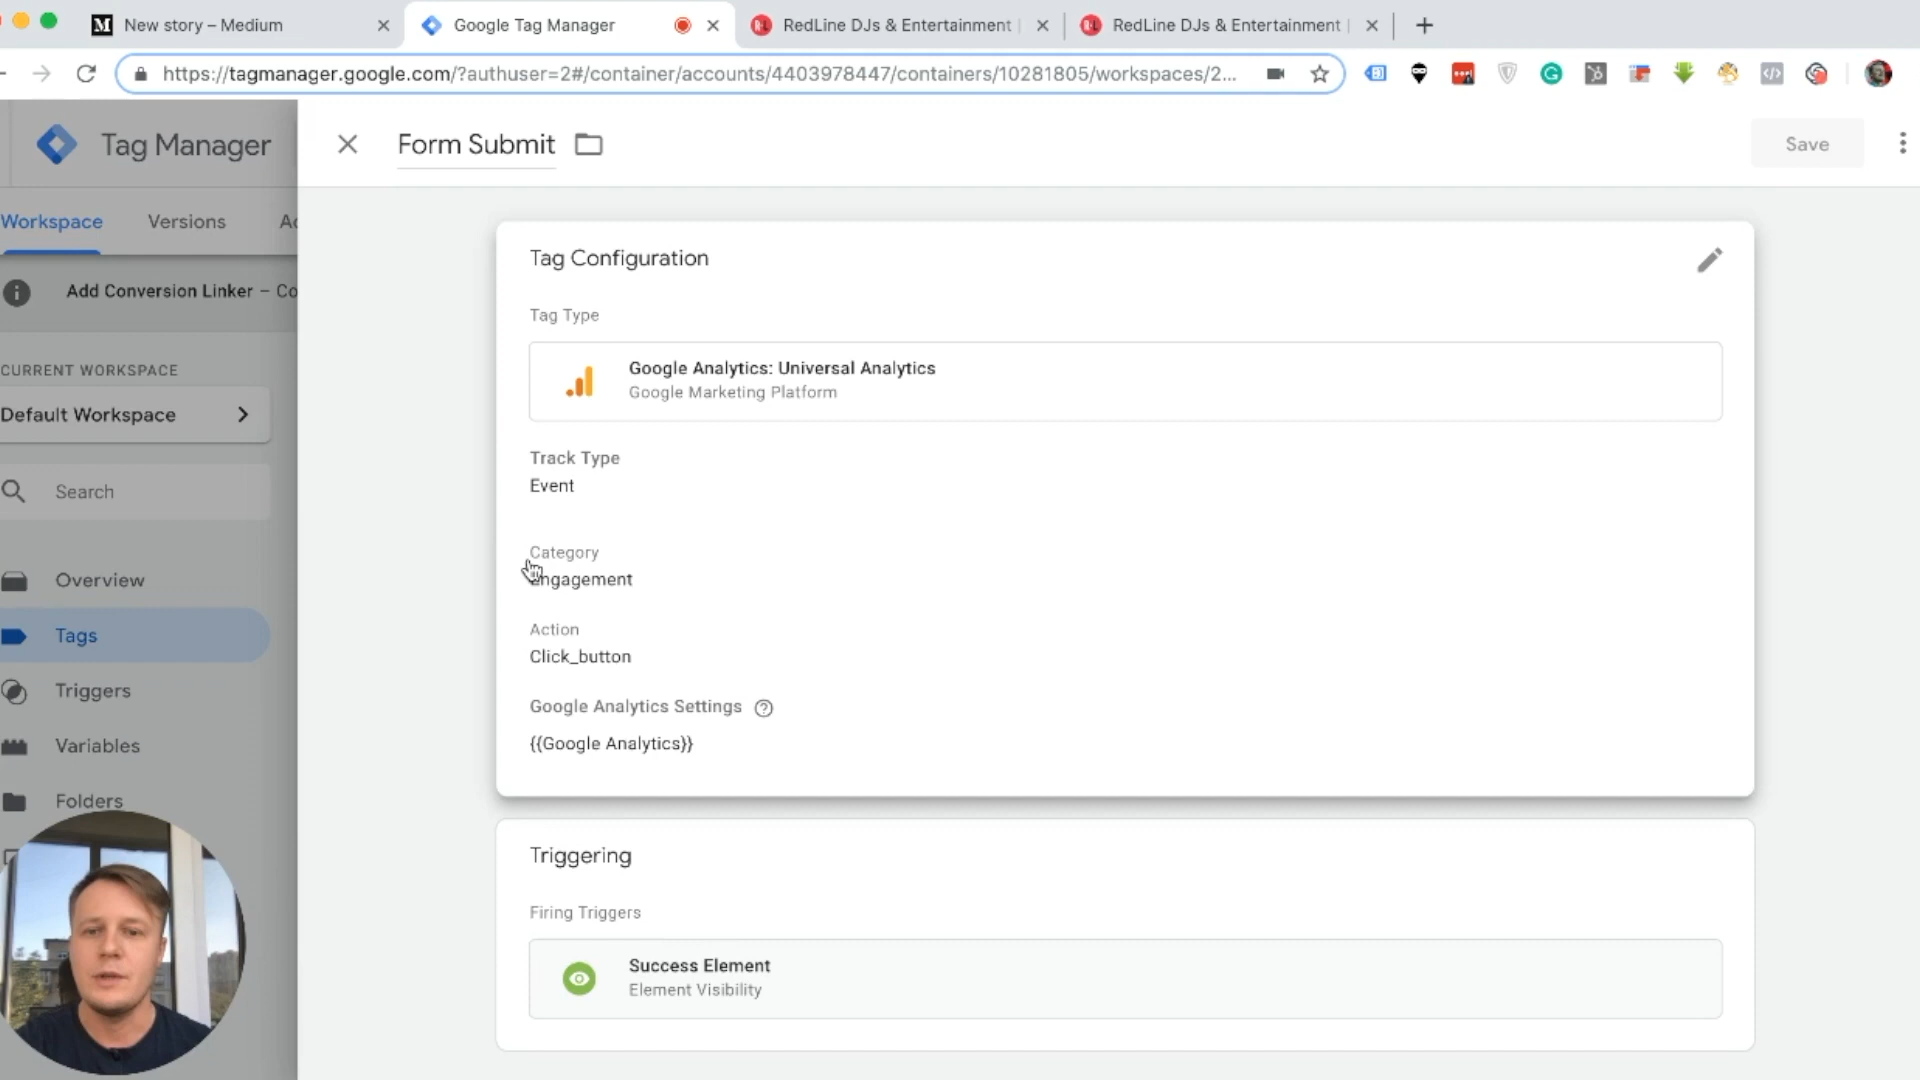 M New story – Medium
Google Tag Manager
RedLine DJs & Entertainment
RedLine DJs & Entertainment
https://tagmanager.google.com/?authuser=2#/container/accounts/4403978447/containers/10281805/workspaces/2...
Tag Manager
Form Submit
Save
Workspace
Versions
Add Conversion Linker – Co
CURRENT WORKSPACE
Default Workspace
Search
Overview
Tags
Triggers
Variables
Folders
Tag Configuration
Tag Type
Google Analytics: Universal Analytics
Google Marketing Platform
Track Type
Event
Category
Engagement
Action
Click_button
Google Analytics Settings
{{Google Analytics}}
Triggering
Firing Triggers
Success Element
Element Visibility